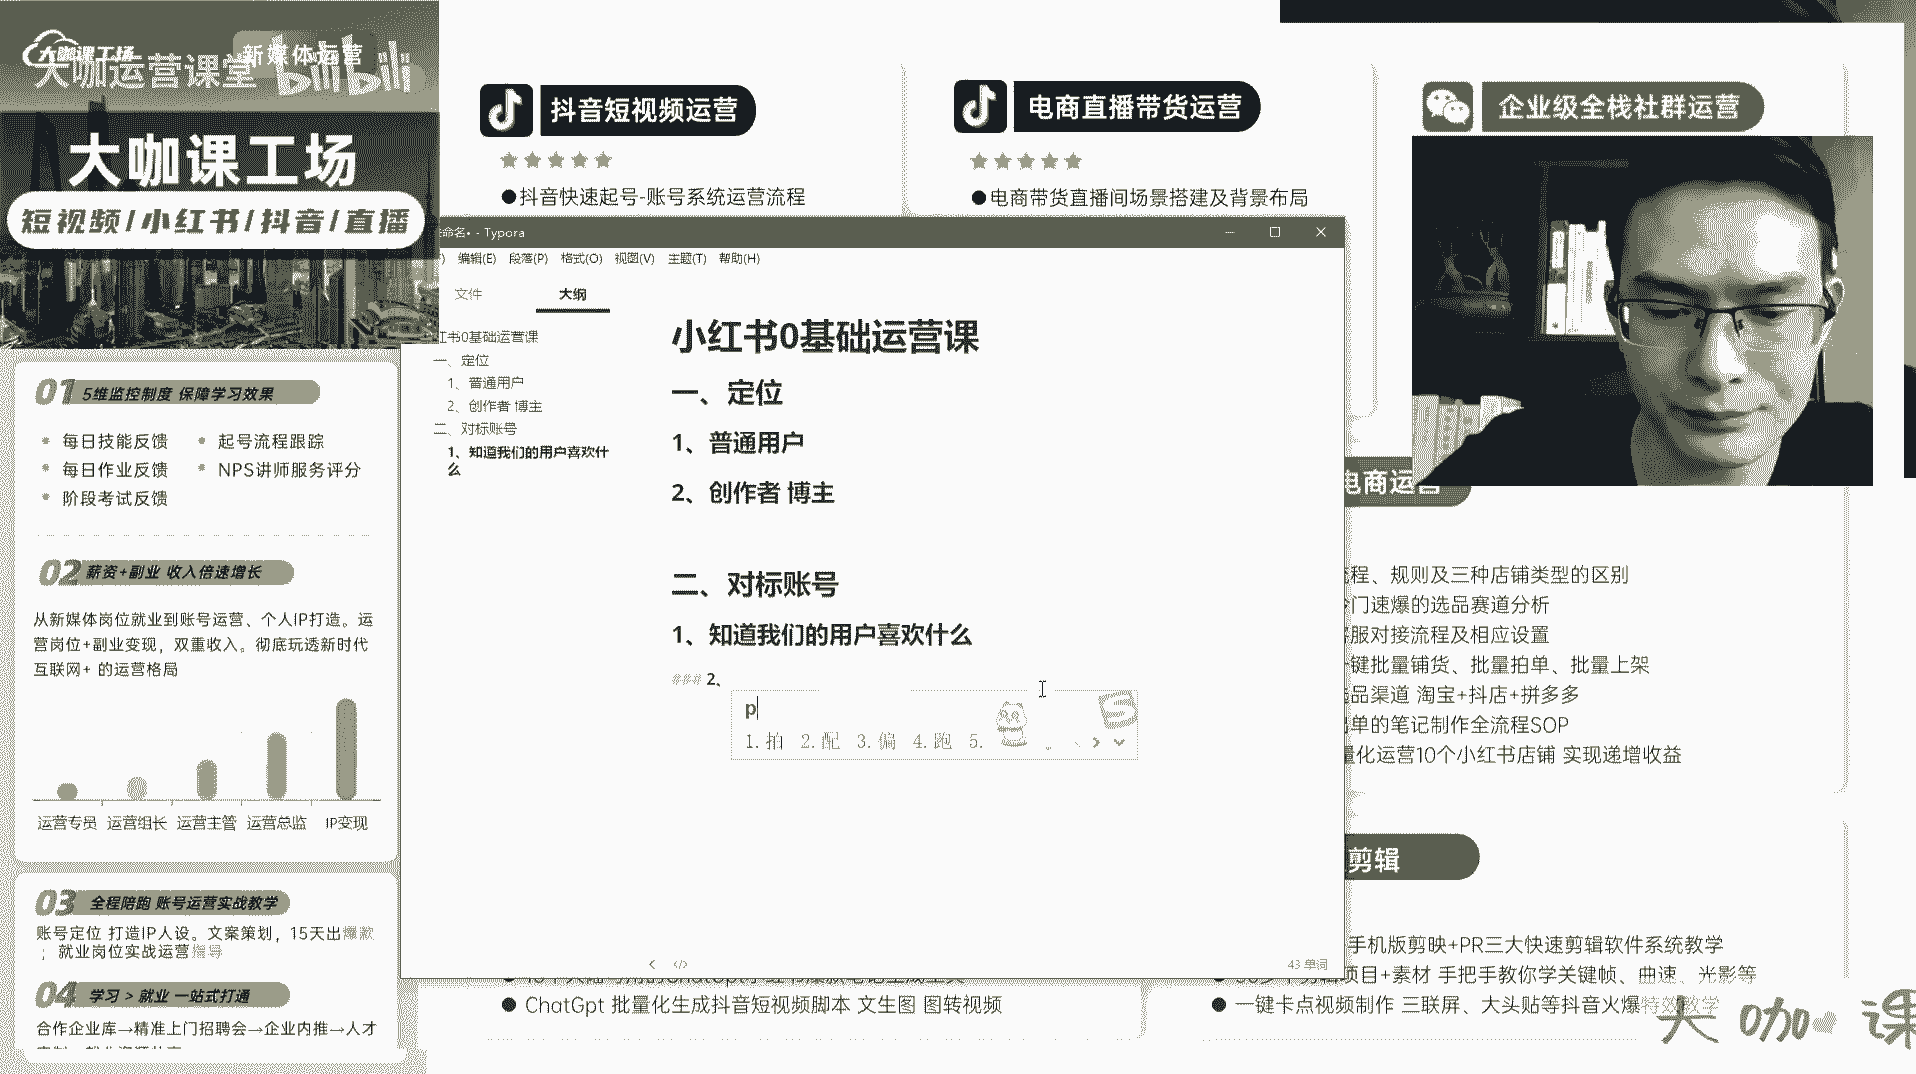 大咖课工场
新媒体运营
大咖运营课堂
bilibili
大咖课工场
短视频/小红书/抖音/直播
01 5维监控制度 保障学习效果
每日技能反馈
起号流程跟踪
每日作业反馈
NPS讲师服务评分
阶段考试反馈
02 薪资+副业 收入倍速增长
从新媒体岗位就业到账号运营、个人IP打造。运
营岗位+副业变现，双重收入。彻底玩透新时代
互联网+ 的运营格局
运营专员 运营组长 运营主管 运营总监 IP变现
03 全程陪跑 账号运营实战教学
账号定位 打造IP人设。文案策划，15天出爆款
；就业岗位实战运营指导
04 学习 > 就业 一站式打通
合作企业库→精准上门招聘会→企业内推→人才
抖音短视频运营
●抖音快速起号-账号系统运营流程
电商直播带货运营
●电商带货直播间场景搭建及背景布局
企业级全栈社群运营
命名• - Typora
编辑(E) 段落(P) 格式(O) 视图(V) 主题(T) 帮助(H)
文件 大纲
红书0基础运营课
一、定位
1、普通用户
2、创作者 博主
二、对标账号
1、知道我们的用户喜欢什
么
小红书0基础运营课
一、定位
1、普通用户
2、创作者 博主
二、对标账号
1、知道我们的用户喜欢什么
### 2、
p
1.拍 2.配 3.偏 4.跑 5.
43 单词
电商运营
流程、规则及三种店铺类型的区别
冷门速爆的选品赛道分析
客服对接流程及相应设置
一键批量铺货、批量拍单、批量上架
选品渠道 淘宝+抖店+拼多多
出单的笔记制作全流程SOP
量化运营10个小红书店铺 实现递增收益
剪辑
手机版剪映+PR三大快速剪辑软件系统教学
项目+素材 手把手教你学关键帧、曲速、光影等
● 一键卡点视频制作 三联屏、大头贴等抖音火爆特效教学
● ChatGpt 批量化生成抖音短视频脚本 文生图 图转视频
大咖 课